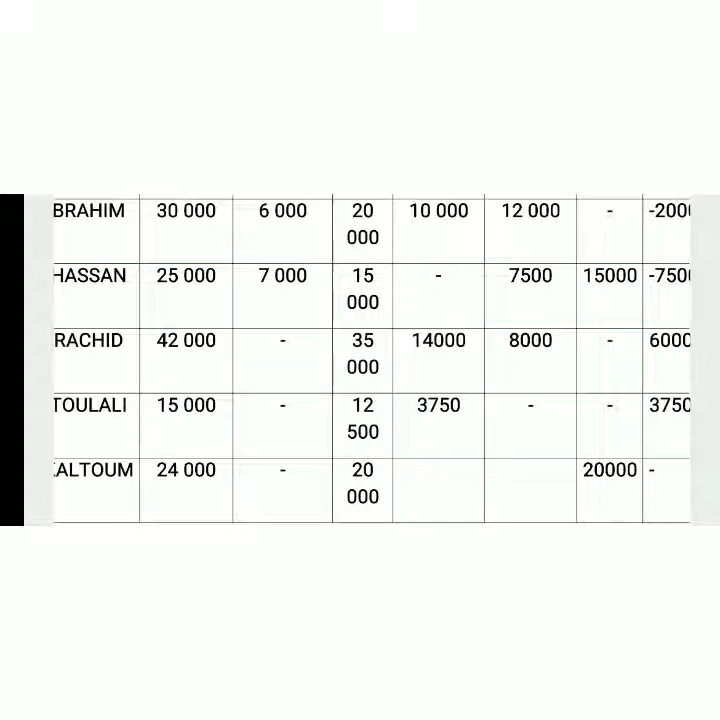 BRAHIM 30 000 6 000 20 10 000 12 000 - -2000
000
HASSAN 25 000 7 000 15 - 7500 15000 -7500
000
RACHID 42 000 - 35 14000 8000 - 6000
000
TOULALI 15 000 - 12 3750 - - 3750
500
ALTOUM 24 000 - 20 20000 -
000